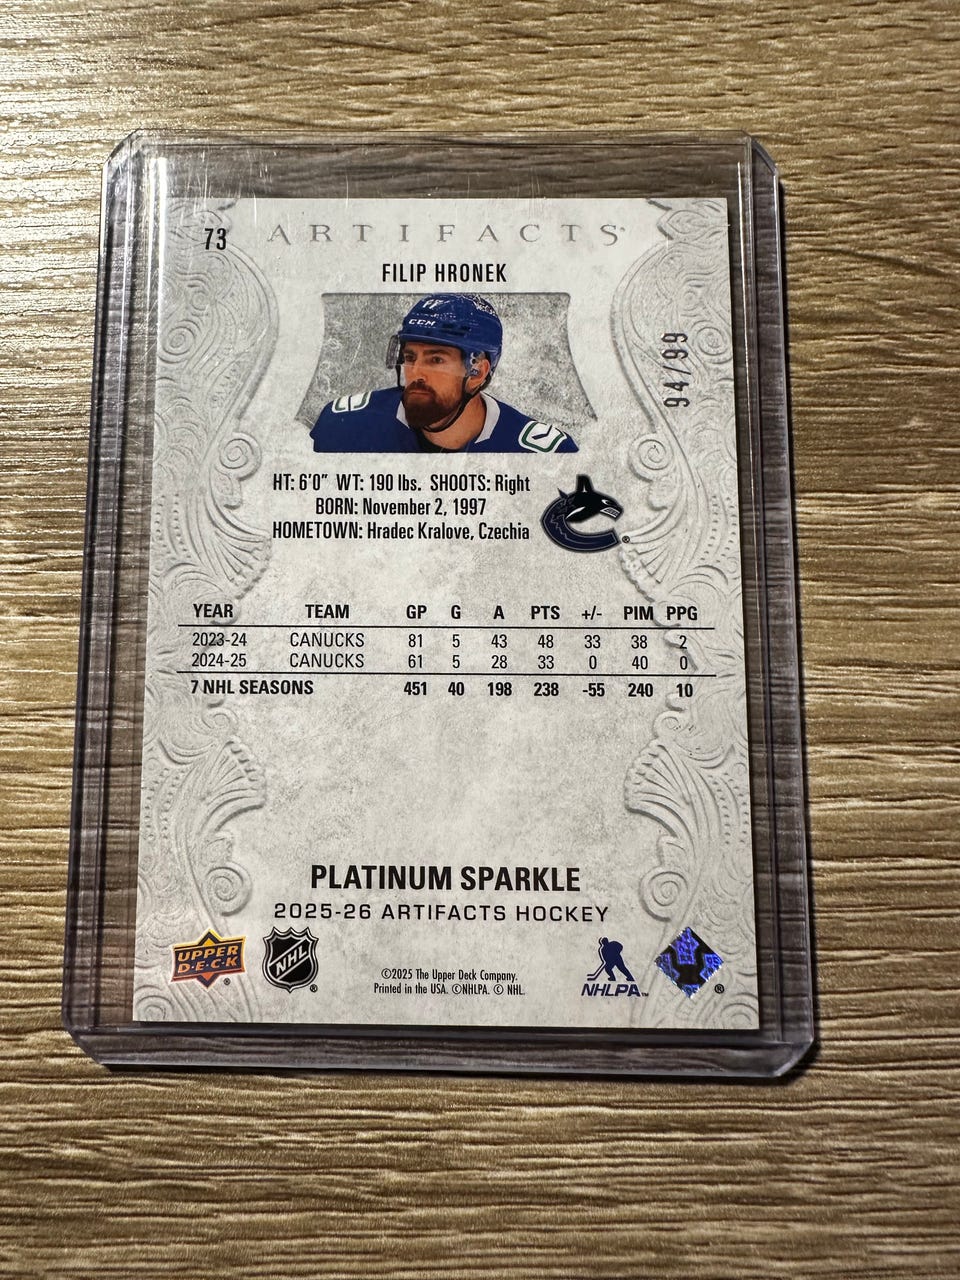 73
ARTIFACTS
FILIP HRONEK
CCM
94/99
HT: 6'0" WT: 190 lbs. SHOOTS: Right
BORN: November 2, 1997
HOMETOWN: Hradec Kralove, Czechia
®
YEAR TEAM GP G A PTS +/- PIM PPG
2023-24 CANUCKS 81 5 43 48 33 38 2
2024-25 CANUCKS 61 5 28 33 0 40 0
7 NHL SEASONS 451 40 198 238 -55 240 10
PLATINUM SPARKLE
2025-26 ARTIFACTS HOCKEY
UPPER
D·E·C·K ®
NHL ®
©2025 The Upper Deck Company.
Printed in the USA. ©NHLPA. © NHL.
NHLPA™
®